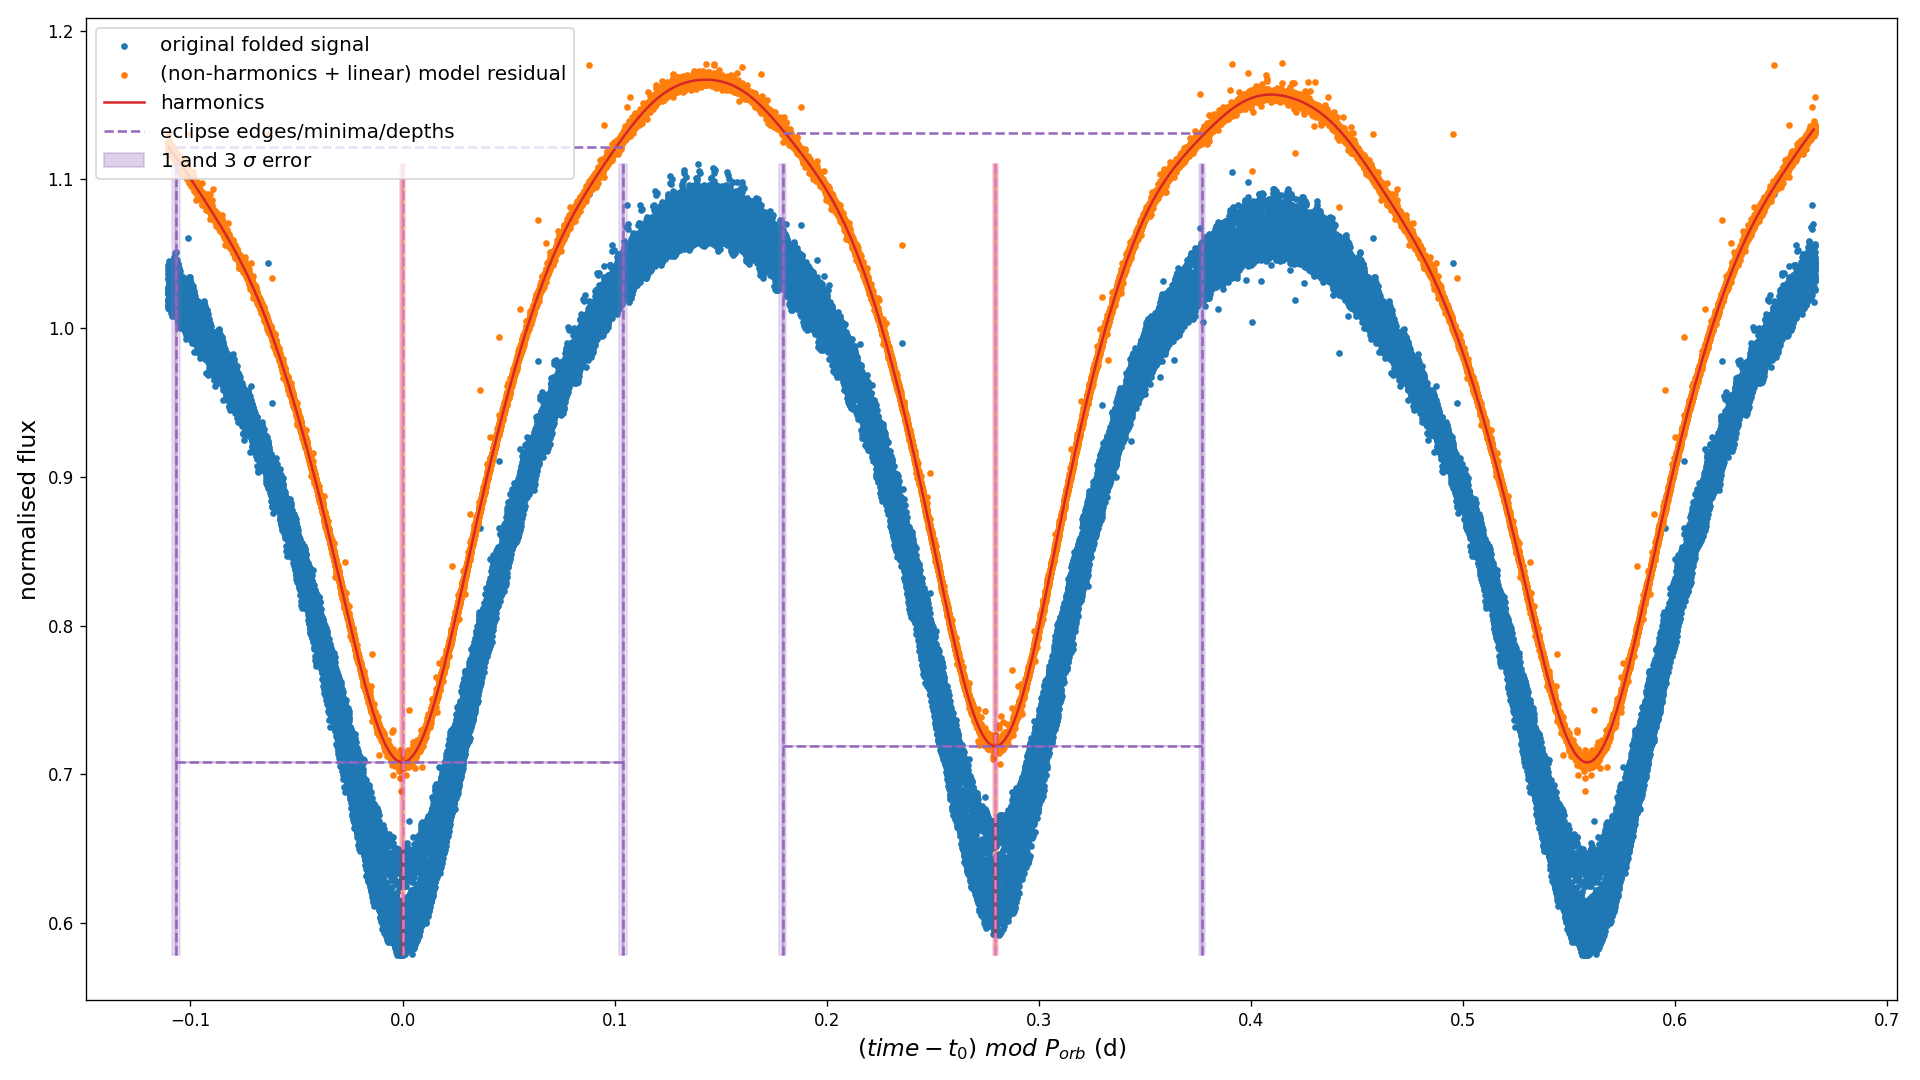 original folded signal
(non-harmonics + linear) model residual
harmonics
eclipse edges/minima/depths
1 and 3 σ error
normalised flux
1.2
1.1
1.0
0.9
0.8
0.7
0.6
−0.1
0.0
0.1
0.2
0.3
0.4
0.5
0.6
0.7
(time − t₀) mod Pₒᵣb (d)